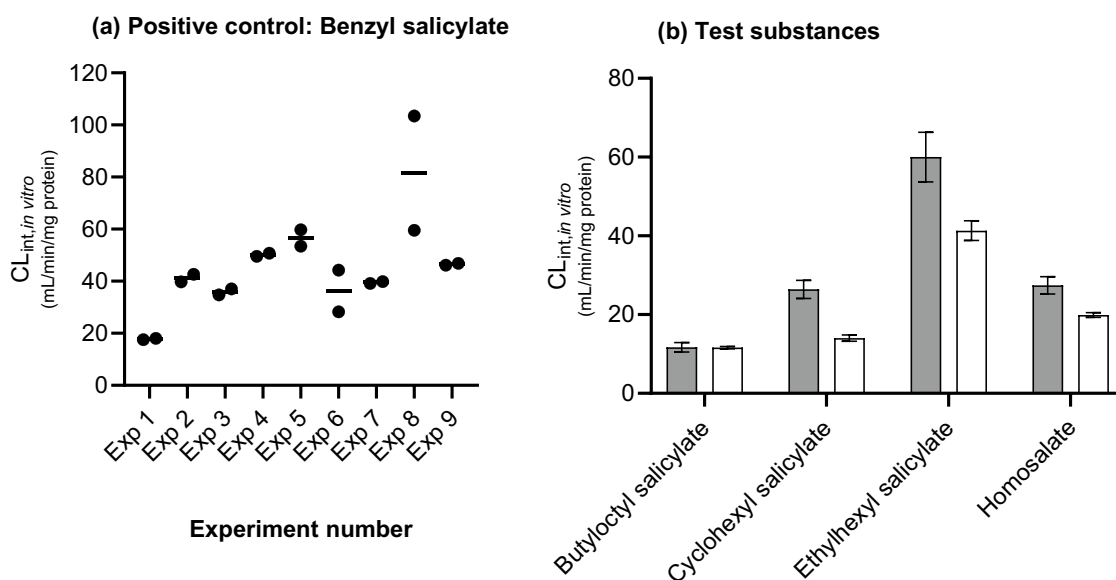 (a) Positive control: Benzyl salicylate
CLint,in vitro
(mL/min/mg protein)
120
100
80
60
40
20
0
Exp 1
Exp 2
Exp 3
Exp 4
Exp 5
Exp 6
Exp 7
Exp 8
Exp 9
Experiment number
(b) Test substances
CLint,in vitro
(mL/min/mg protein)
80
60
40
20
0
Butyloctyl salicylate
Cyclohexyl salicylate
Ethylhexyl salicylate
Homosalate